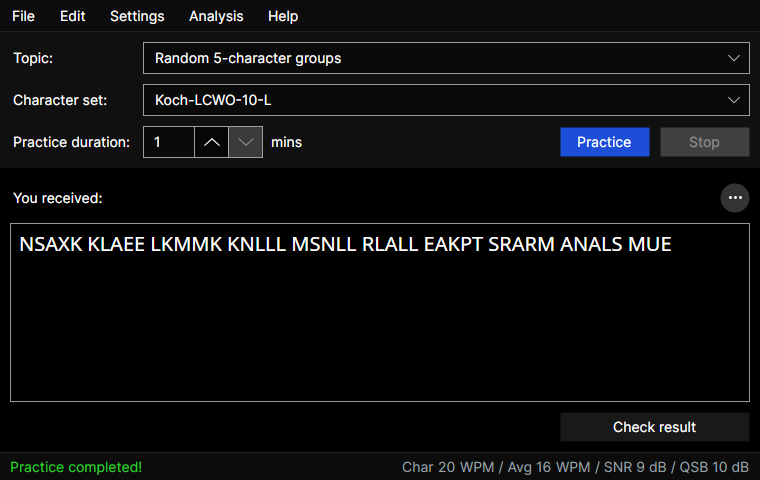 File Edit Settings Analysis Help
Topic: Random 5-character groups
Character set: Koch-LCWO-10-L
Practice duration: 1 mins Practice Stop
You received:
NSAXK KLAEE LKMMK KNLLL MSNLL RLALL EAKPT SRARM ANALS MUE
Check result
Practice completed! Char 20 WPM / Avg 16 WPM / SNR 9 dB / QSB 10 dB